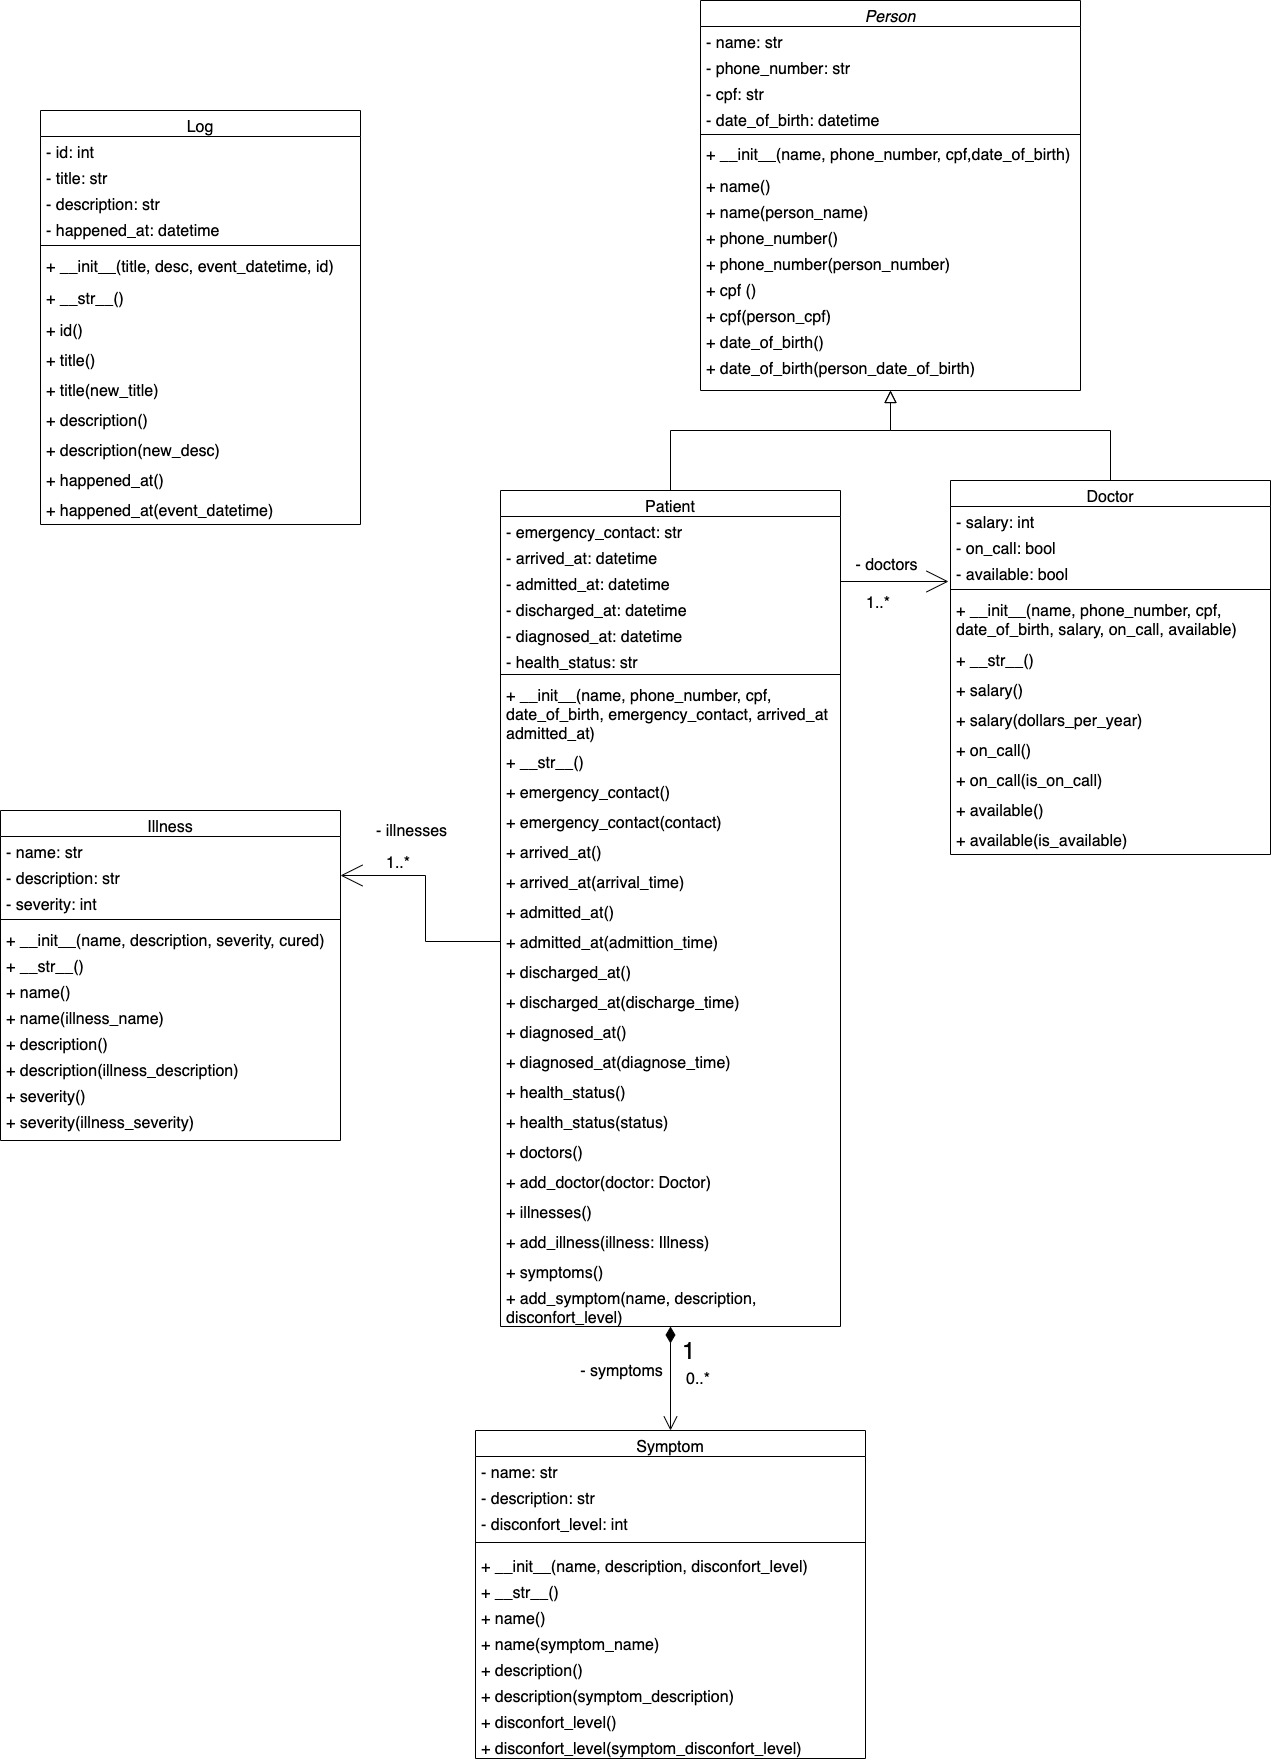 Person
- name: str
- phone_number: str
- cpf: str
- date_of_birth: datetime
+ __init__(name, phone_number, cpf,date_of_birth)
+ name()
+ name(person_name)
+ phone_number()
+ phone_number(person_number)
+ cpf ()
+ cpf(person_cpf)
+ date_of_birth()
+ date_of_birth(person_date_of_birth)
Log
- id: int
- title: str
- description: str
- happened_at: datetime
+ __init__(title, desc, event_datetime, id)
+ __str__()
+ id()
+ title()
+ title(new_title)
+ description()
+ description(new_desc)
+ happened_at()
+ happened_at(event_datetime)
Patient
- emergency_contact: str
- arrived_at: datetime
- admitted_at: datetime
- discharged_at: datetime
- diagnosed_at: datetime
- health_status: str
+ __init__(name, phone_number, cpf,
date_of_birth, emergency_contact, arrived_at
admitted_at)
+ __str__()
+ emergency_contact()
+ emergency_contact(contact)
+ arrived_at()
+ arrived_at(arrival_time)
+ admitted_at()
+ admitted_at(admittion_time)
+ discharged_at()
+ discharged_at(discharge_time)
+ diagnosed_at()
+ diagnosed_at(diagnose_time)
+ health_status()
+ health_status(status)
+ doctors()
+ add_doctor(doctor: Doctor)
+ illnesses()
+ add_illness(illness: Illness)
+ symptoms()
+ add_symptom(name, description,
disconfort_level)
- doctors
1..*
Doctor
- salary: int
- on_call: bool
- available: bool
+ __init__(name, phone_number, cpf,
date_of_birth, salary, on_call, available)
+ __str__()
+ salary()
+ salary(dollars_per_year)
+ on_call()
+ on_call(is_on_call)
+ available()
+ available(is_available)
- illnesses
1..*
Illness
- name: str
- description: str
- severity: int
+ __init__(name, description, severity, cured)
+ __str__()
+ name()
+ name(illness_name)
+ description()
+ description(illness_description)
+ severity()
+ severity(illness_severity)
1
- symptoms
0..*
Symptom
- name: str
- description: str
- disconfort_level: int
+ __init__(name, description, disconfort_level)
+ __str__()
+ name()
+ name(symptom_name)
+ description()
+ description(symptom_description)
+ disconfort_level()
+ disconfort_level(symptom_disconfort_level)